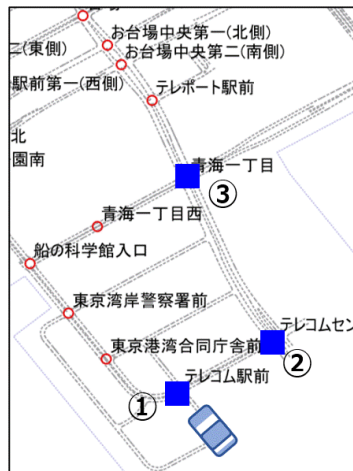 お台場中央第一(北側)
二(東側)
お台場中央第二(南側)
駅前第一(西側)
テレポート駅前
北
園南
青海一丁目
③
青海一丁目西
船の科学館入口
東京湾岸警察署前
テレコムセン
東京港湾合同庁舎前
②
テレコム駅前
①